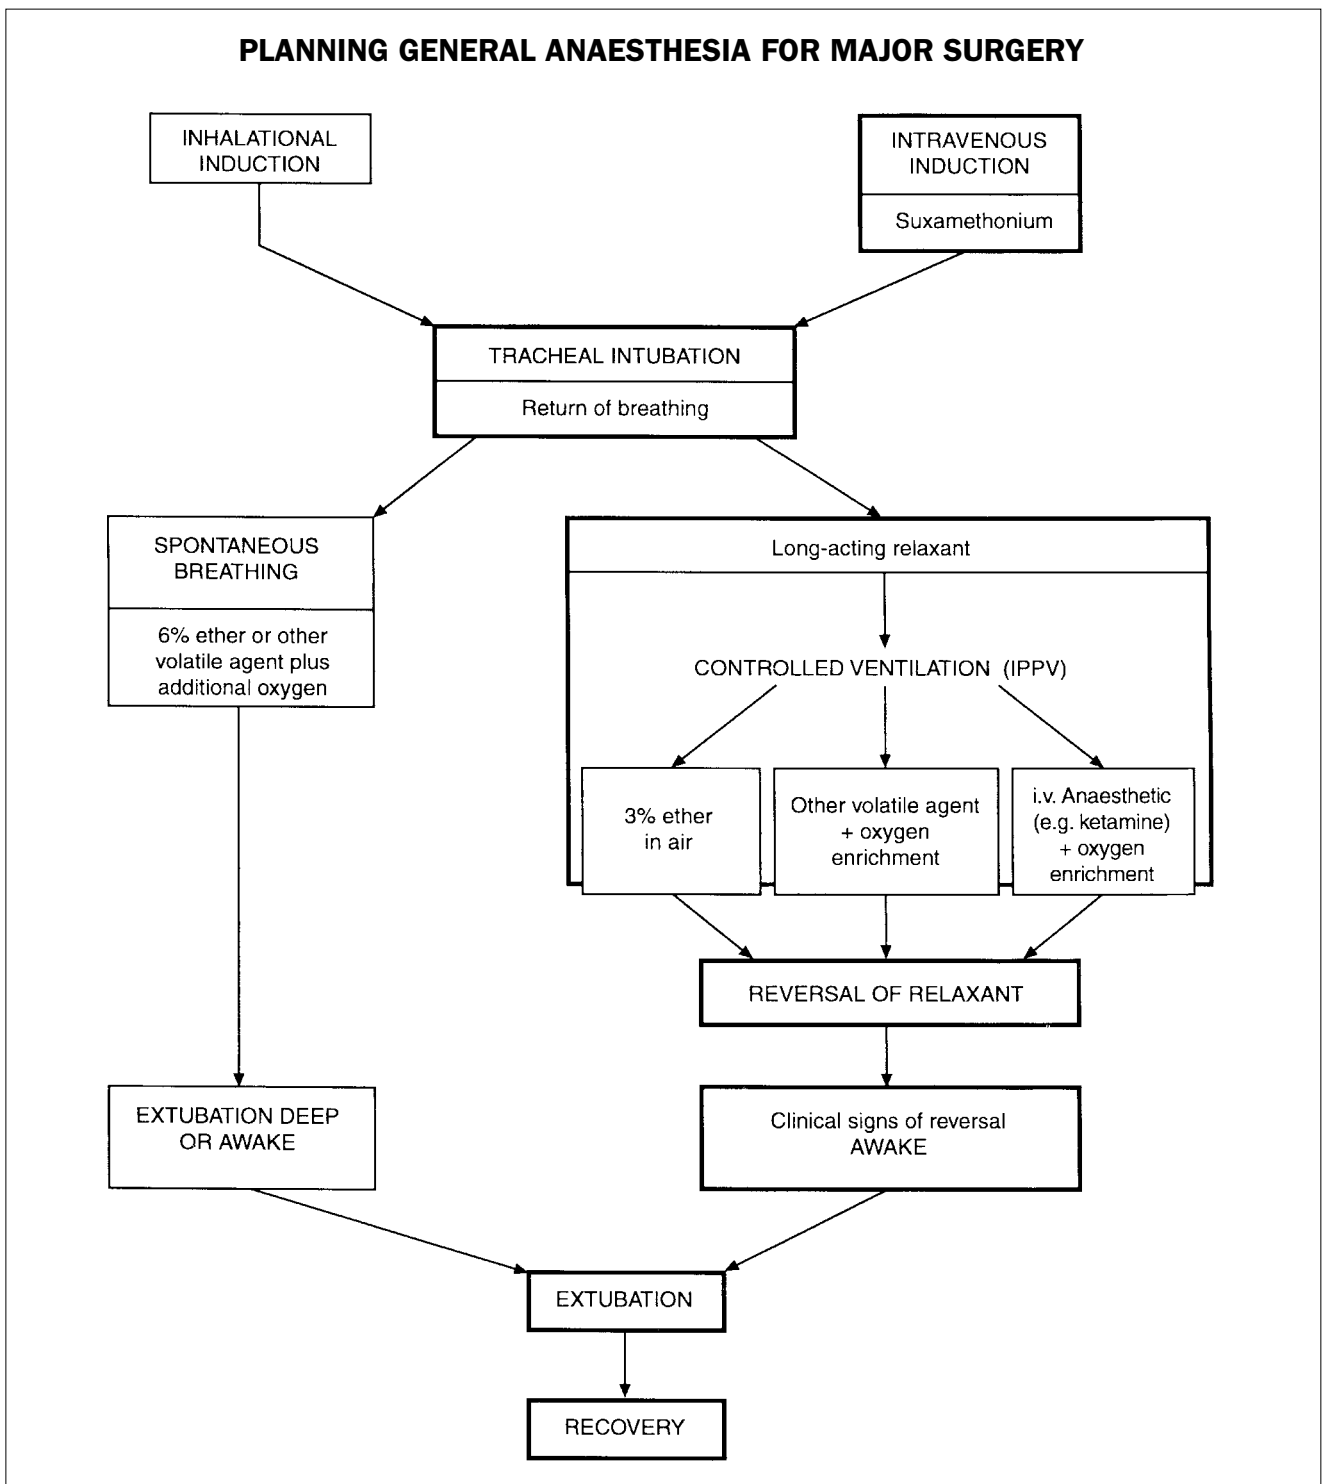 PLANNING GENERAL ANAESTHESIA FOR MAJOR SURGERY
INHALATIONAL
INDUCTION
INTRAVENOUS
INDUCTION
Suxamethonium
TRACHEAL INTUBATION
Return of breathing
SPONTANEOUS
BREATHING
6% ether or other
volatile agent plus
additional oxygen
Long-acting relaxant
CONTROLLED VENTILATION (IPPV)
3% ether
in air
Other volatile agent
+ oxygen
enrichment
i.v. Anaesthetic
(e.g. ketamine)
+ oxygen
enrichment
REVERSAL OF RELAXANT
EXTUBATION DEEP
OR AWAKE
Clinical signs of reversal
AWAKE
EXTUBATION
RECOVERY